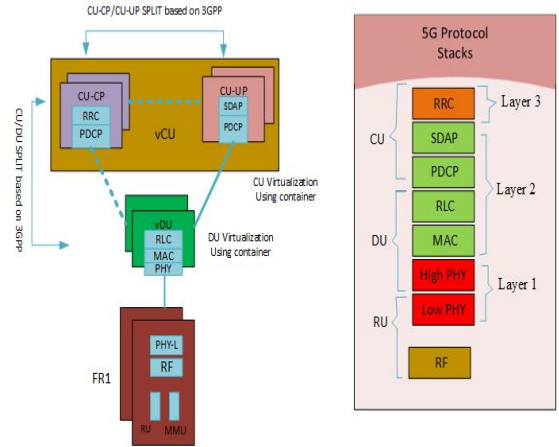 CU-CP/CU-UP SPLIT based on 3GPP
CU/DU SPLIT based on 3GPP
CU-CP
RRC
PDCP
CU-UP
SDAP
PDCP
vCU
CU Virtualization
Using container
vDU
RLC
MAC
PHY
DU Virtualization
Using container
FR1
PHY-L
RF
RU
MMU
5G Protocol
Stacks
CU
RRC
Layer 3
SDAP
PDCP
Layer 2
DU
RLC
MAC
High PHY
Layer 1
RU
Low PHY
RF